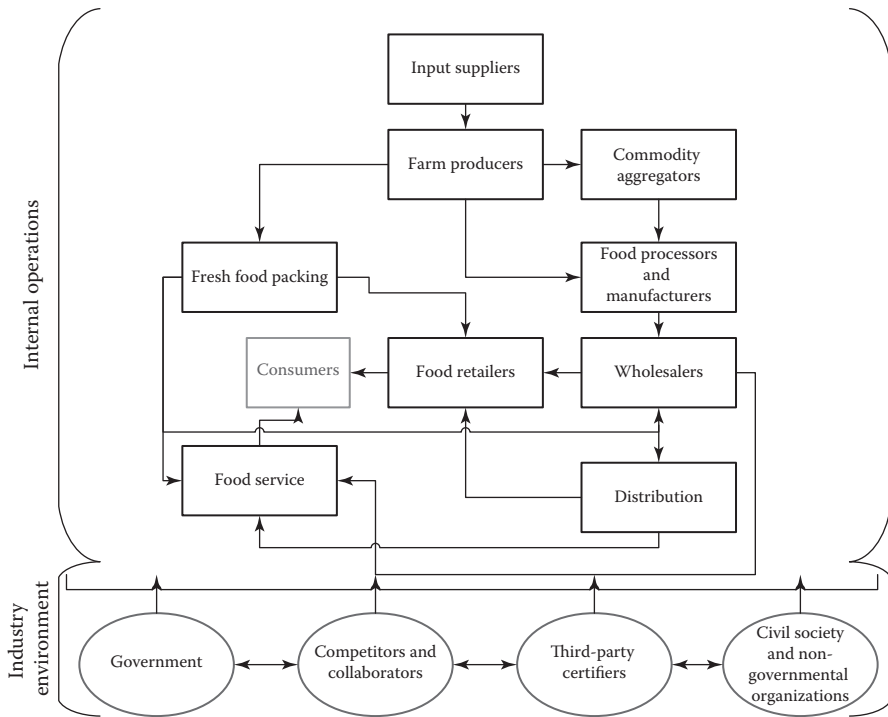 Input suppliers
Farm producers
Commodity
aggregators
Fresh food packing
Food processors
and
manufacturers
Consumers
Food retailers
Wholesalers
Food service
Distribution
Internal operations
Government
Competitors and
collaborators
Third-party
certifiers
Civil society
and non-
governmental
organizations
Industry
environment